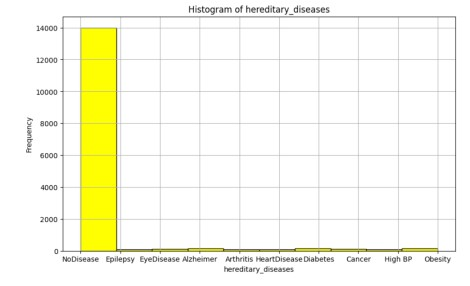 Histogram of hereditary_diseases
14000
12000
10000
8000
6000
4000
2000
0
Frequency
NoDisease Epilepsy EyeDisease Alzheimer Arthritis HeartDisease Diabetes Cancer High BP Obesity
hereditary_diseases